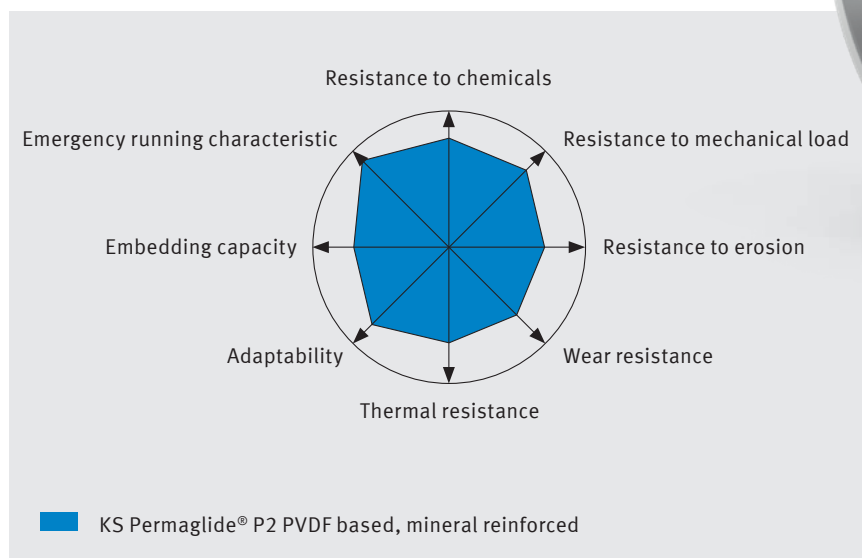 Resistance to chemicals
Emergency running characteristic
Resistance to mechanical load
Embedding capacity
Resistance to erosion
Adaptability
Wear resistance
Thermal resistance
KS Permaglide® P2 PVDF based, mineral reinforced